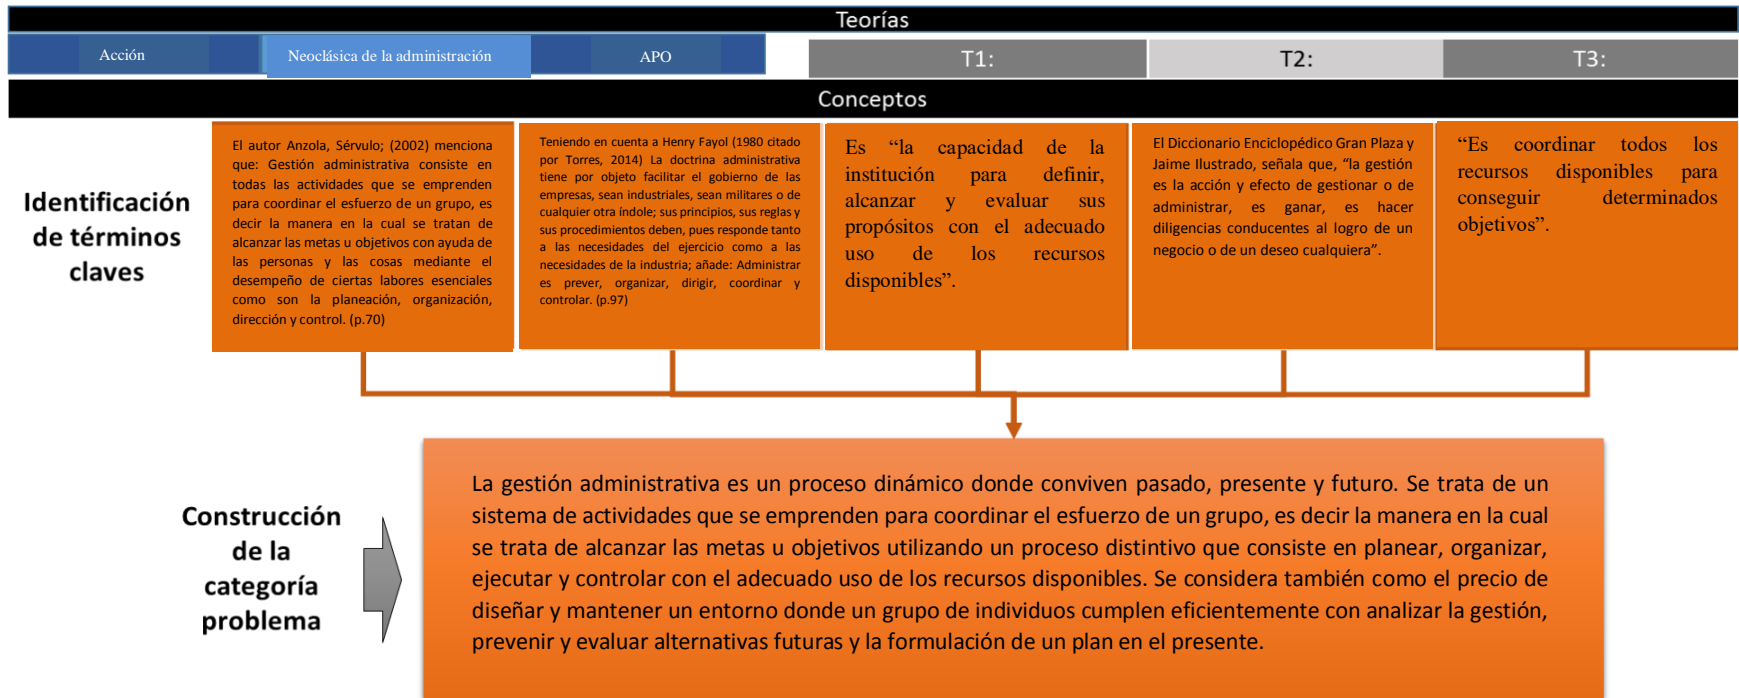 Teorías
Acción
Neoclásica de la administración
APO
T1:
T2:
T3:
Conceptos
Identificación
de términos
claves
El autor Anzola, Sérvulo; (2002) menciona
que: Gestión administrativa consiste en
todas las actividades que se emprenden
para coordinar el esfuerzo de un grupo, es
decir la manera en la cual se tratan de
alcanzar las metas u objetivos con ayuda de
las personas y las cosas mediante el
desempeño de ciertas labores esenciales
como son la planeación, organización,
dirección y control. (p.70)
Teniendo en cuenta a Henry Fayol (1980 citado
por Torres, 2014) La doctrina administrativa
tiene por objeto facilitar el gobierno de las
empresas, sean industriales, sean militares o de
cualquier otra índole; sus principios, sus reglas y
sus procedimientos deben, pues responde tanto
a las necesidades del ejercicio como a las
necesidades de la industria; añade: Administrar
es prever, organizar, dirigir, coordinar y
controlar. (p.97)
Es “la capacidad de la
institución para definir,
alcanzar y evaluar sus
propósitos con el adecuado
uso de los recursos
disponibles”.
El Diccionario Enciclopédico Gran Plaza y
Jaime Ilustrado, señala que, “la gestión
es la acción y efecto de gestionar o de
administrar, es ganar, es hacer
diligencias conducentes al logro de un
negocio o de un deseo cualquiera”.
“Es coordinar todos los
recursos disponibles para
conseguir determinados
objetivos”.
Construcción
de la
categoría
problema
La gestión administrativa es un proceso dinámico donde conviven pasado, presente y futuro. Se trata de un
sistema de actividades que se emprenden para coordinar el esfuerzo de un grupo, es decir la manera en la cual
se trata de alcanzar las metas u objetivos utilizando un proceso distintivo que consiste en planear, organizar,
ejecutar y controlar con el adecuado uso de los recursos disponibles. Se considera también como el precio de
diseñar y mantener un entorno donde un grupo de individuos cumplen eficientemente con analizar la gestión,
prevenir y evaluar alternativas futuras y la formulación de un plan en el presente.